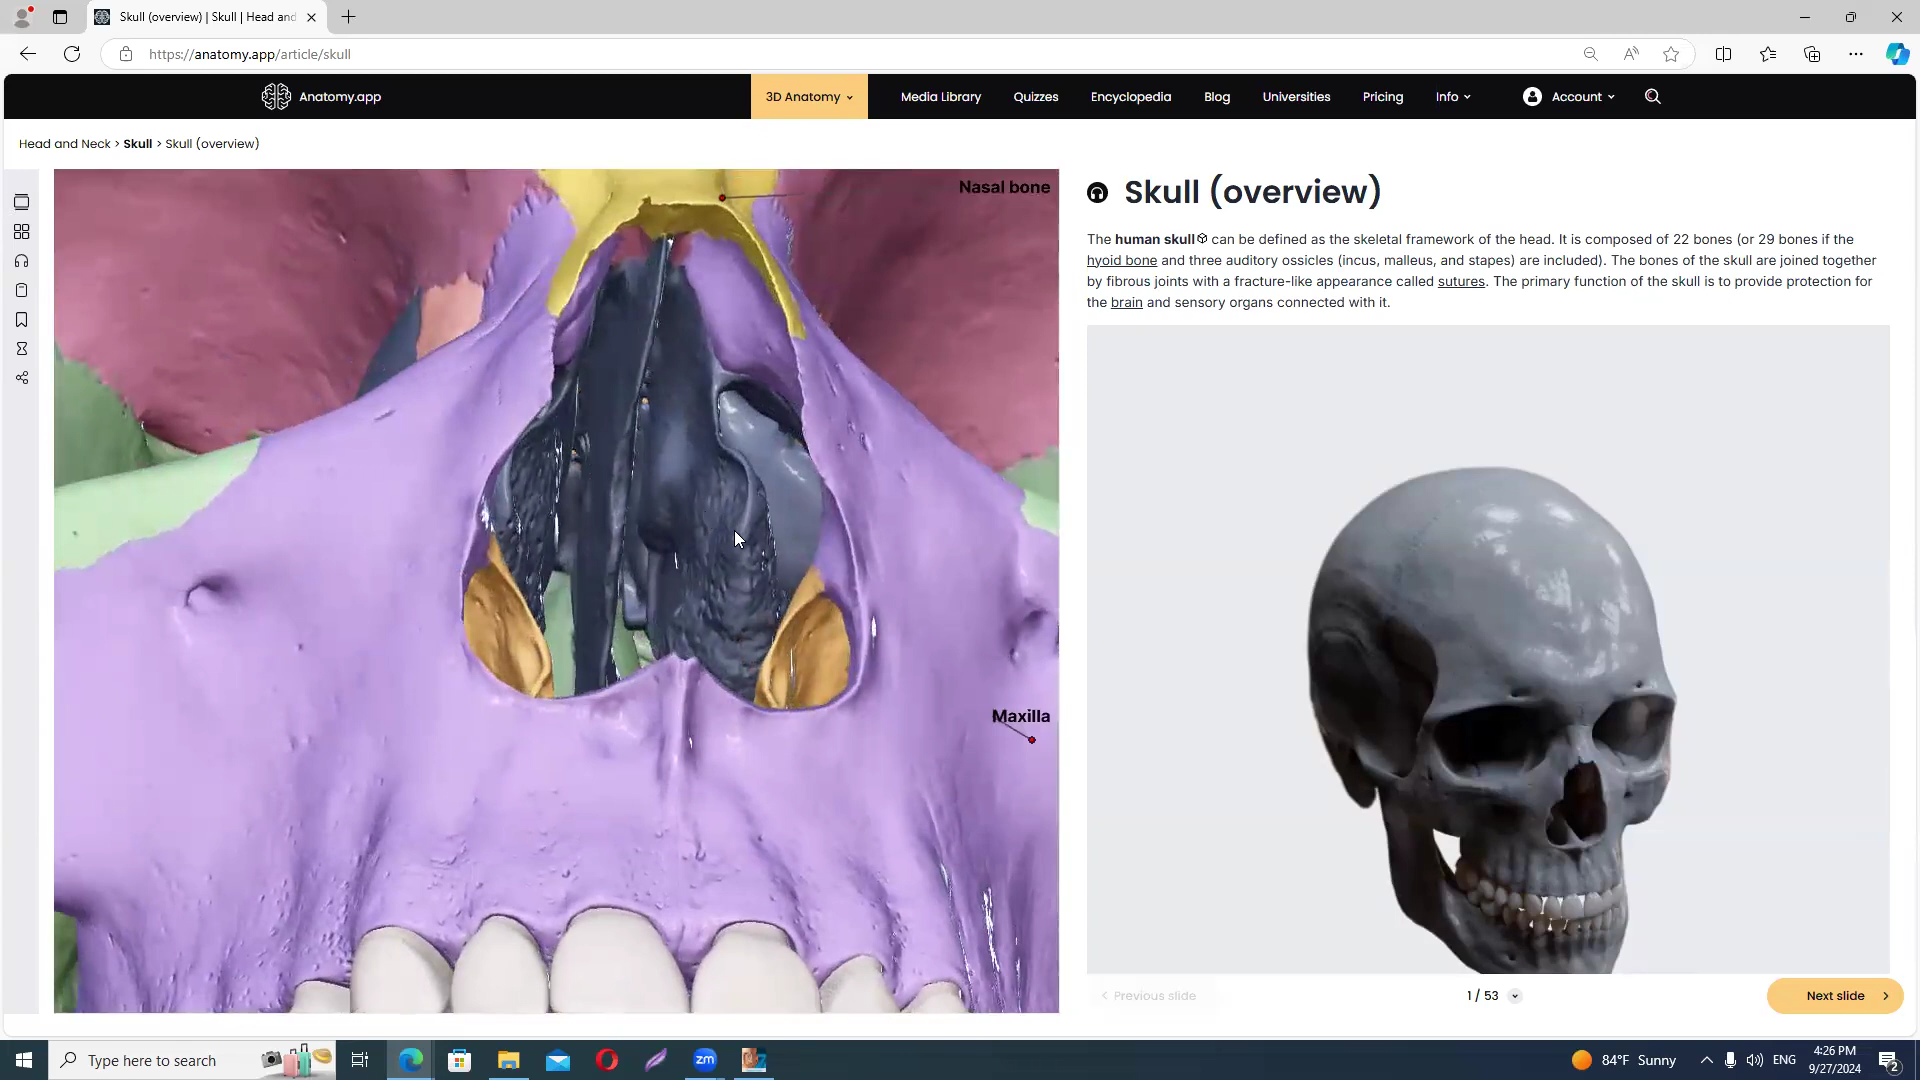 Skull (overview) | Skull | Head and
https://anatomy.app/article/skull
Anatomy.app
3D Anatomy
Media Library
Quizzes
Encyclopedia
Blog
Universities
Pricing
Info
Account
Head and Neck > Skull > Skull (overview)
Nasal bone
Maxilla
Skull (overview)
The human skull can be defined as the skeletal framework of the head. It is composed of 22 bones (or 29 bones if the
hyoid bone and three auditory ossicles (incus, malleus, and stapes) are included). The bones of the skull are joined together
by fibrous joints with a fracture-like appearance called sutures. The primary function of the skull is to provide protection for
the brain and sensory organs connected with it.
< Previous slide
1 / 53
Next slide >
Type here to search
zm
84°F Sunny
ENG
4:26 PM
9/27/2024
2